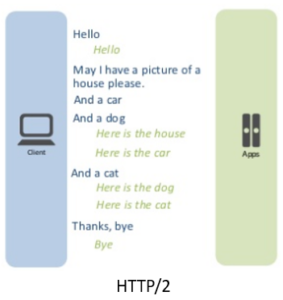 Hello
Hello
May I have a picture of a
house please.
And a car
And a dog
Here is the house
Here is the car
And a cat
Here is the dog
Here is the cat
Thanks, bye
Bye
Client
Apps
HTTP/2